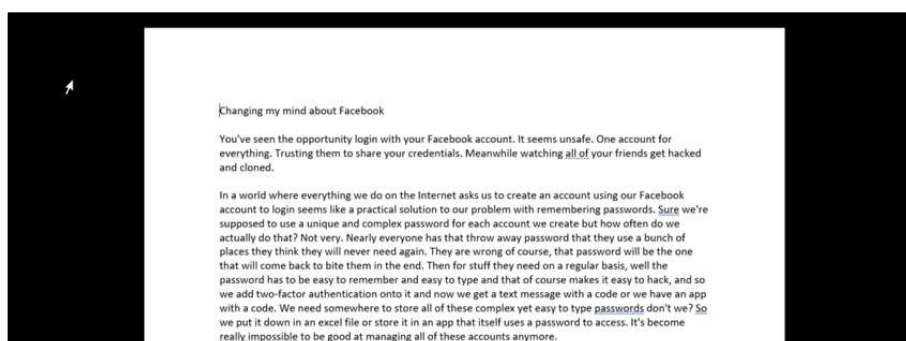 Changing my mind about Facebook
You've seen the opportunity login with your Facebook account. It seems unsafe. One account for
everything. Trusting them to share your credentials. Meanwhile watching all of your friends get hacked
and cloned.
In a world where everything we do on the Internet asks us to create an account using our Facebook
account to login seems like a practical solution to our problem with remembering passwords. Sure we're
supposed to use a unique and complex password for each account we create but how often do we
actually do that? Not very. Nearly everyone has that throw away password that they use a bunch of
places they think they will never need again. They are wrong of course, that password will be the one
that will come back to bite them in the end. Then for stuff they need on a regular basis, well the
password has to be easy to remember and easy to type and that of course makes it easy to hack, and so
we add two-factor authentication onto it and now we get a text message with a code or we have an app
with a code. We need somewhere to store all of these complex yet easy to type passwords don't we? So
we put it down in an excel file or store it in an app that itself uses a password to access. It's become
really impossible to be good at managing all of these accounts anymore.